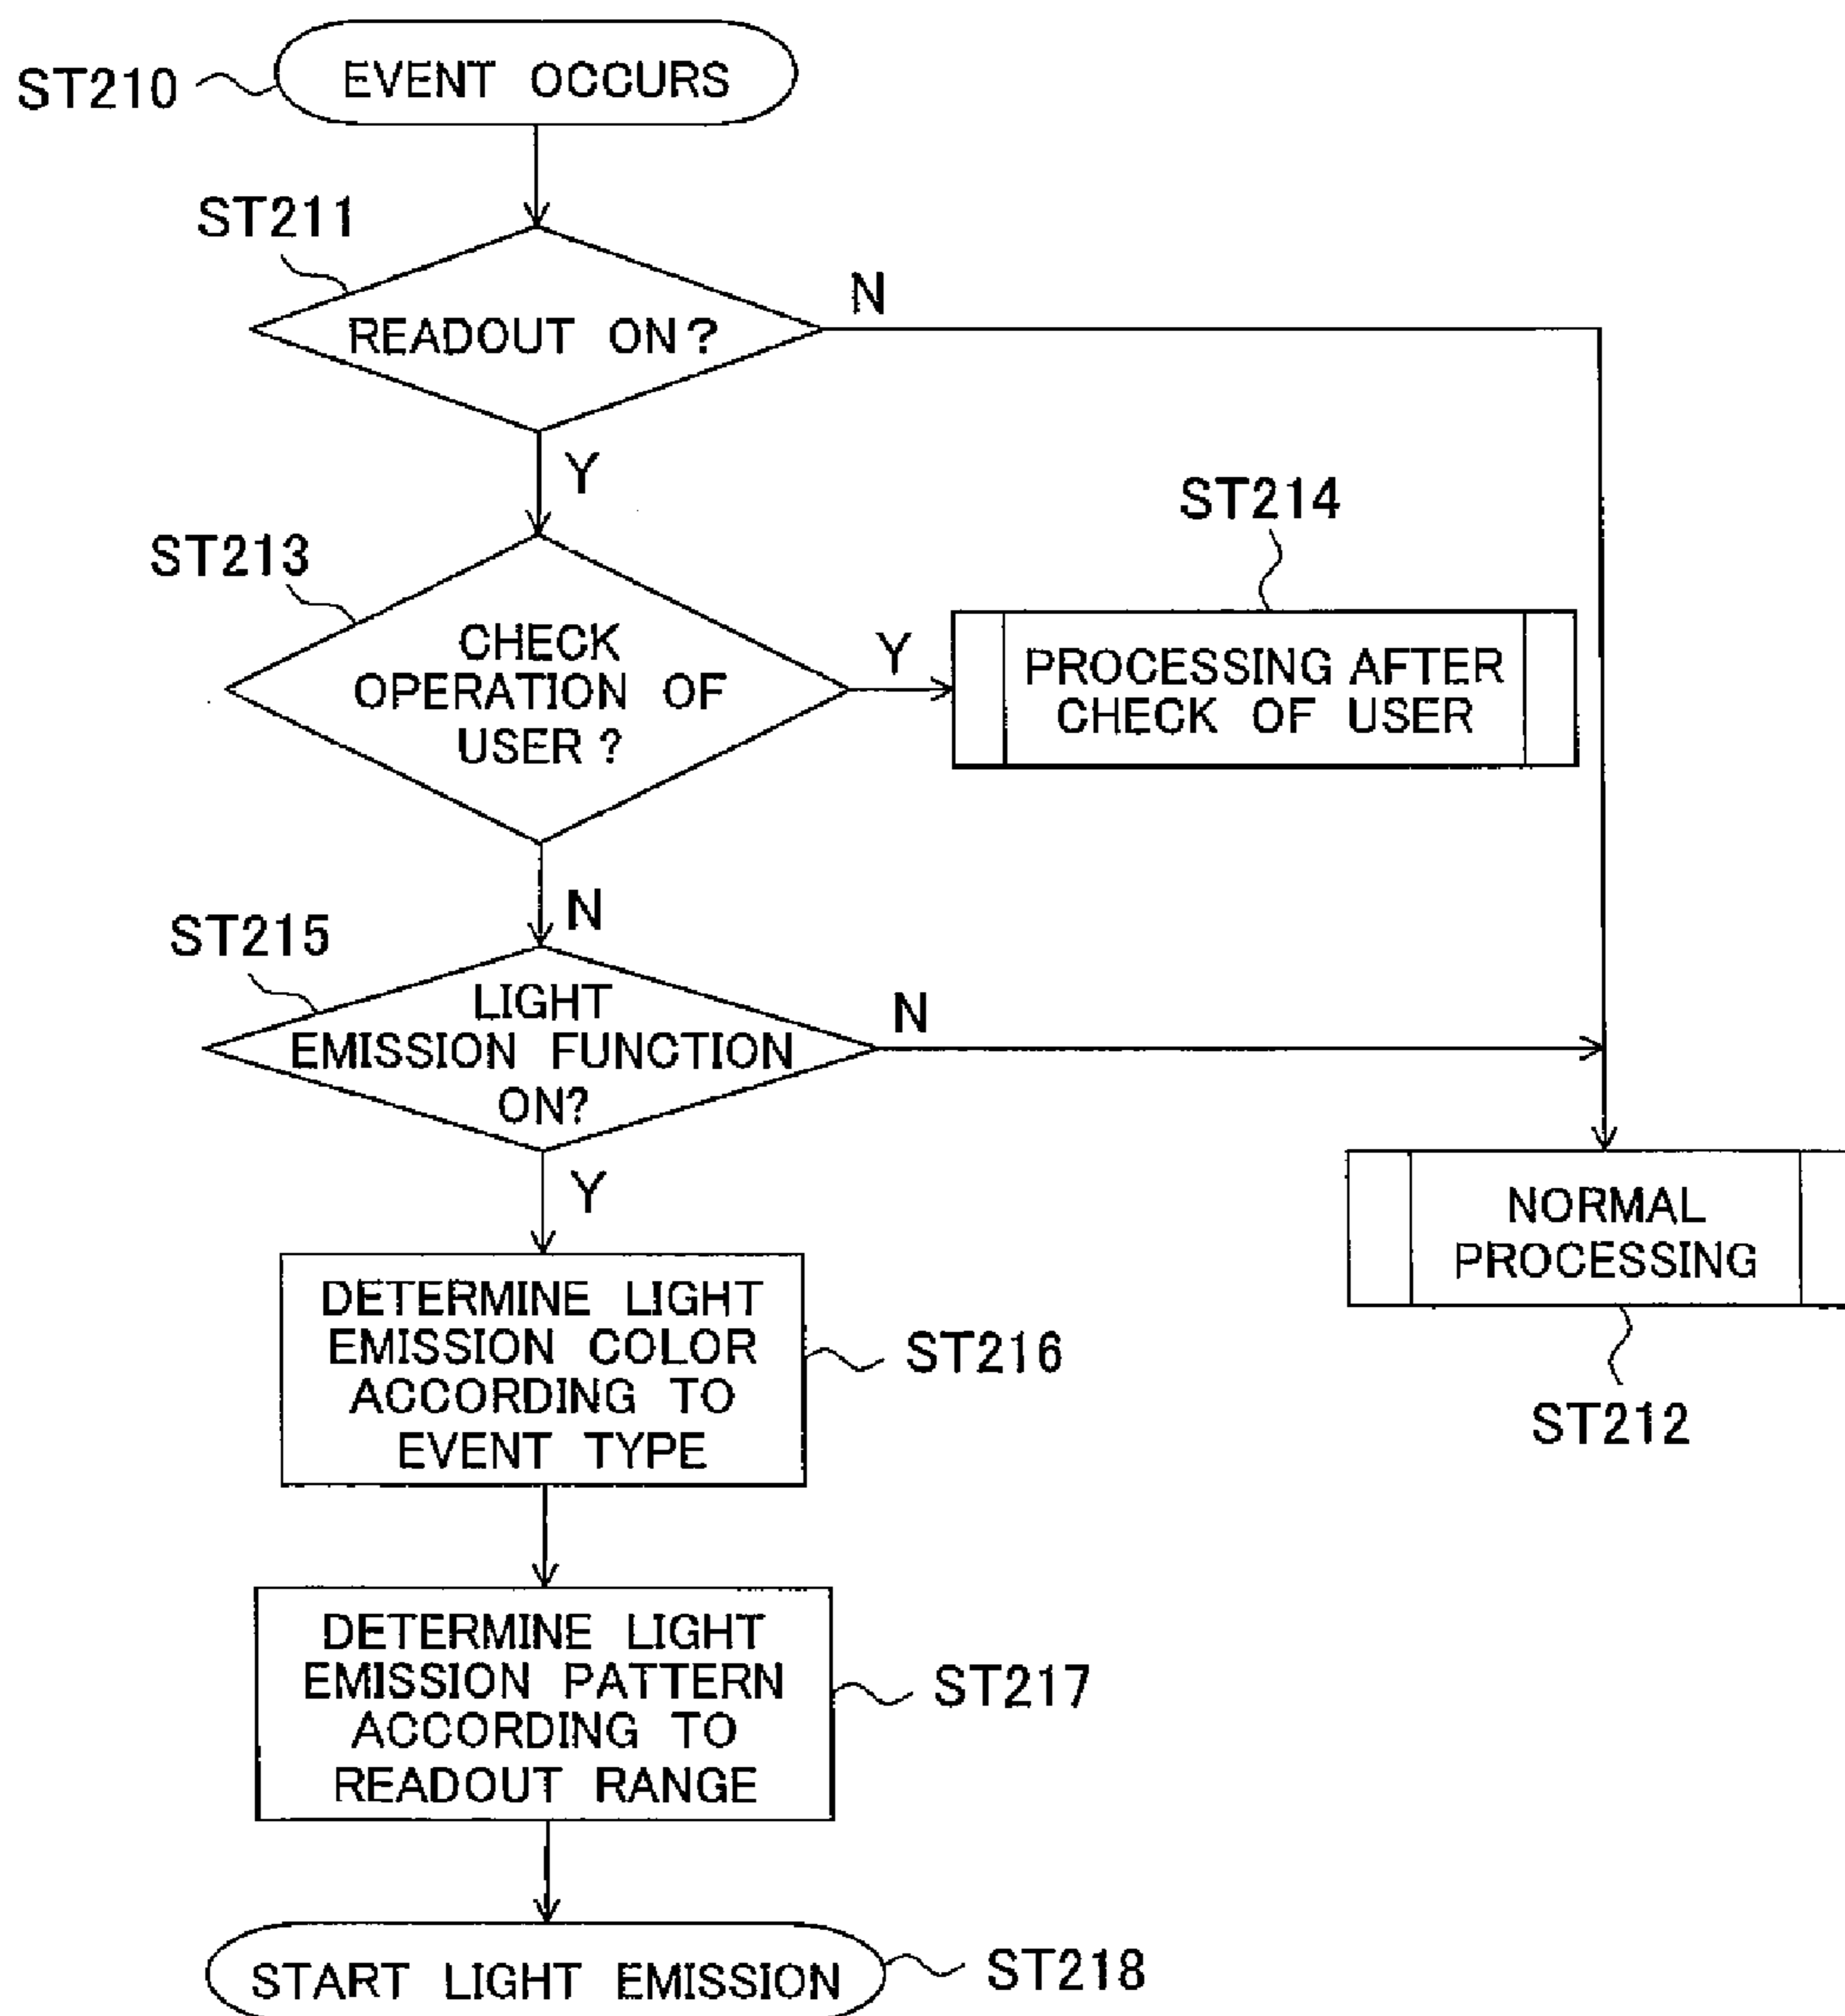 ST210
EVENT OCCURS
ST211
READOUT ON?
N
Y
ST213
CHECK
OPERATION OF
USER?
Y
ST214
PROCESSING AFTER
CHECK OF USER
N
ST215
LIGHT
EMISSION FUNCTION
ON?
N
Y
NORMAL
PROCESSING
ST212
DETERMINE LIGHT
EMISSION COLOR
ACCORDING TO
EVENT TYPE
ST216
DETERMINE LIGHT
EMISSION PATTERN
ACCORDING TO
READOUT RANGE
ST217
START LIGHT EMISSION
ST218